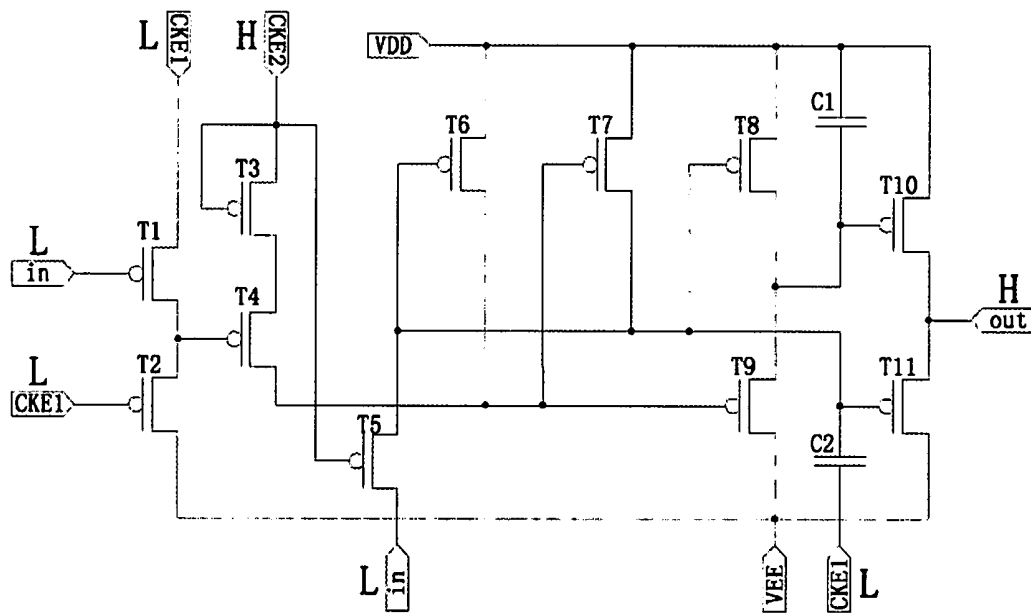 L
CKE1
H
CKE2
VDD
C1
T6
T7
T8
T3
T10
T1
L
in
T4
H
out
T2
L
CKE1
T9
T11
T5
C2
L
in
VEE
CKE1
L